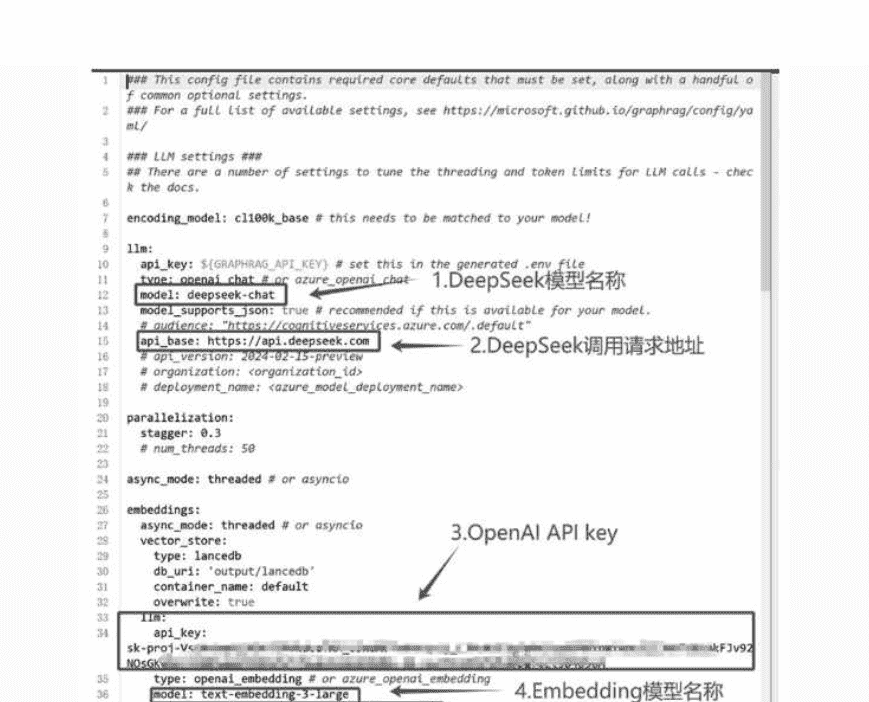 1 ### This config file contains required core defaults that must be set, along with a handful o
f common optional settings.
2 ### For a full list of available settings, see https://microsoft.github.io/graphrag/config/ya
ml/
3
4 ### LLM settings ###
5 ## There are a number of settings to tune the threading and token limits for LLM calls - chec
k the docs.
6
7 encoding_model: cl100k_base # this needs to be matched to your model!
8
9 llm:
10 api_key: ${GRAPHRAG_API_KEY} # set this in the generated .env file
11 type: openai_chat # or azure_openai_chat
1.DeepSeek模型名称
12 model: deepseek-chat
13 model_supports_json: true # recommended if this is available for your model.
14 # audience: "https://cognitiveservices.azure.com/.default"
15 api_base: https://api.deepseek.com
2.DeepSeek调用请求地址
16 # api_version: 2024-02-15-preview
17 # organization: <organization_id>
18 # deployment_name: <azure_model_deployment_name>
19
20 parallelization:
21 stagger: 0.3
22 # num_threads: 50
23
24 async_mode: threaded # or asyncio
25
26 embeddings:
27 async_mode: threaded # or asyncio
3.OpenAI API key
28 vector_store:
29 type: lancedb
30 db_uri: 'output/lancedb'
31 container_name: default
32 overwrite: true
33 llm:
34 api_key:
35 type: openai_embedding # or azure_openai_embedding
36 model: text-embedding-3-large
4.Embedding模型名称